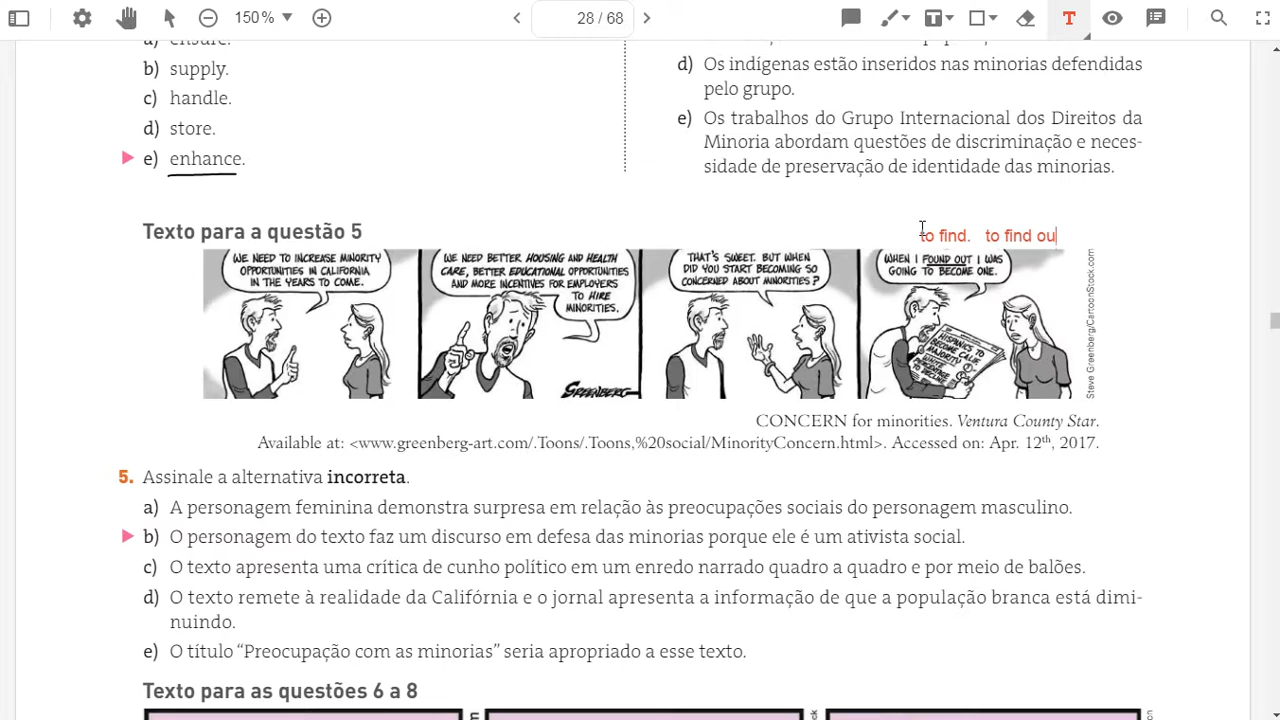 150%
28 / 68
a) ensure.
b) supply.
c) handle.
d) store.
e) enhance.
d) Os indígenas estão inseridos nas minorias defendidas
pelo grupo.
e) Os trabalhos do Grupo Internacional dos Direitos da
Minoria abordam questões de discriminação e neces-
sidade de preservação de identidade das minorias.
Texto para a questão 5
to find. to find ou
WE NEED TO INCREASE MINORITY
OPPORTUNITIES IN CALIFORNIA
IN THE YEARS TO COME.
WE NEED BETTER HOUSING AND HEALTH
CARE, BETTER EDUCATIONAL OPPORTUNITIES
AND MORE INCENTIVES FOR EMPLOYERS
TO HIRE
MINORITIES.
THAT'S SWEET. BUT WHEN
DID YOU START BECOMING SO
CONCERNED ABOUT MINORITIES?
WHEN I FOUND OUT I WAS
GOING TO BECOME ONE.
HISPANICS TO
BECOME CALIF.
MAJORITY
GREENBERG
Steve Greenberg/CartoonStock.com
CONCERN for minorities. Ventura County Star.
Available at: <www.greenberg-art.com/.Toons/.Toons,%20social/MinorityConcern.html>. Accessed on: Apr. 12th, 2017.
5. Assinale a alternativa incorreta.
a) A personagem feminina demonstra surpresa em relação às preocupações sociais do personagem masculino.
b) O personagem do texto faz um discurso em defesa das minorias porque ele é um ativista social.
c) O texto apresenta uma crítica de cunho político em um enredo narrado quadro a quadro e por meio de balões.
d) O texto remete à realidade da Califórnia e o jornal apresenta a informação de que a população branca está dimi-
nuindo.
e) O título “Preocupação com as minorias” seria apropriado a esse texto.
Texto para as questões 6 a 8